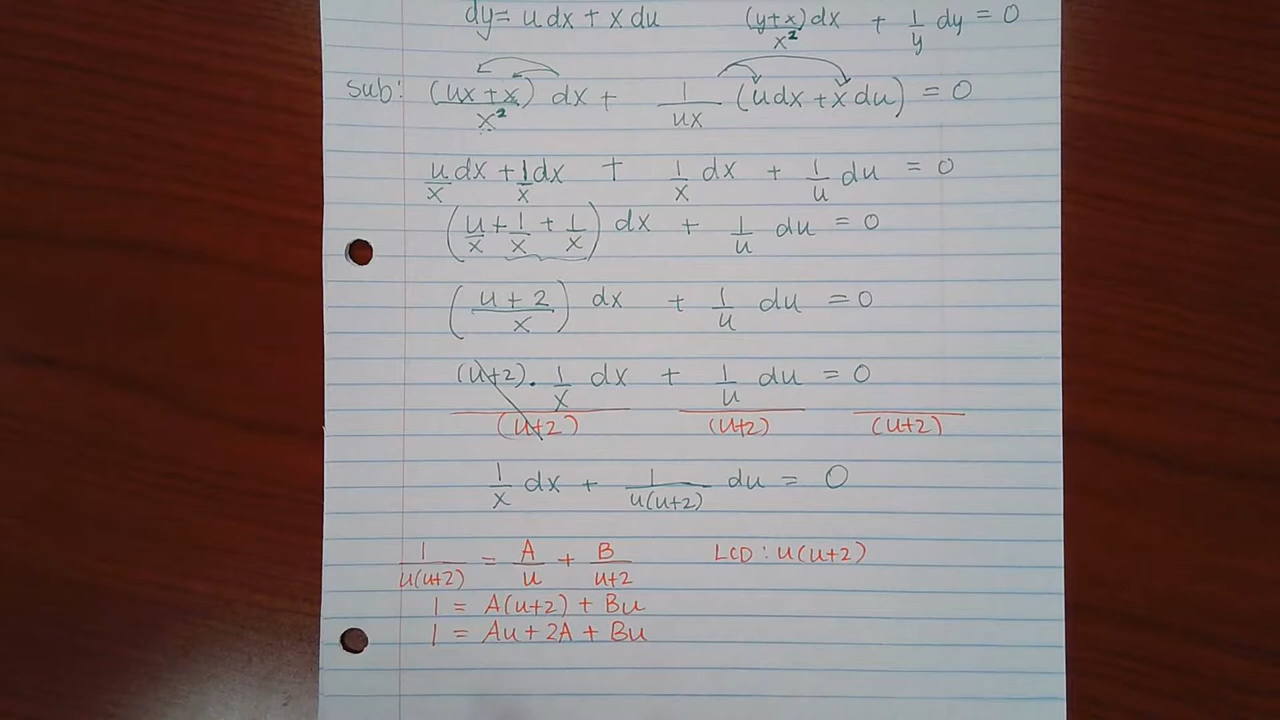 dy = u dx + x du (y+x)/x² dx + 1/y dy = 0
Sub: (ux + x)/x² dx + 1/ux (u dx + x du) = 0
u/x dx + 1/x dx + 1/x dx + 1/u du = 0
(u/x + 1/x + 1/x) dx + 1/u du = 0
((u + 2)/x) dx + 1/u du = 0
(u+2) · 1/x dx + 1/u du = 0
(u+2) (u+2) (u+2)
1/x dx + 1/u(u+2) du = 0
1/u(u+2) = A/u + B/u+2 LCD : u(u+2)
1 = A(u+2) + Bu
1 = Au + 2A + Bu